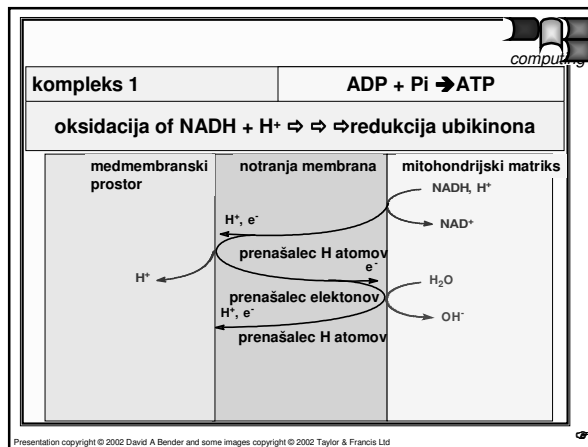 computing
kompleks 1
ADP + Pi ➔ATP
oksidacija of NADH + H⁺ ⇨ ⇨ ⇨redukcija ubikinona
medmembranski
prostor
notranja membrana
mitohondrijski matriks
NADH, H⁺
H⁺, e⁻
NAD⁺
prenašalec H atomov
e⁻
H⁺
H₂O
prenašalec elektonov
H⁺, e⁻
OH⁻
prenašalec H atomov
Presentation copyright © 2002 David A Bender and some images copyright © 2002 Taylor & Francis Ltd